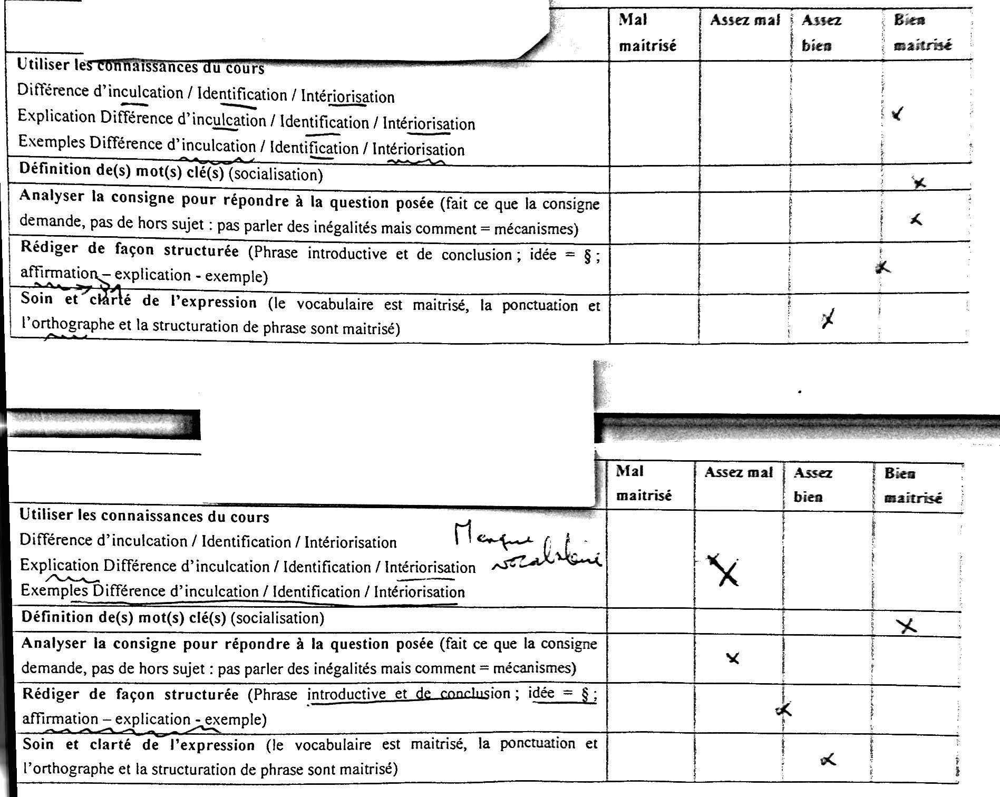 Mal Assez mal Assez Bien
maitrisé bien maitrisé
Utiliser les connaissances du cours
Différence d'inculcation / Identification / Intériorisation
Explication Différence d'inculcation / Identification / Intériorisation
Exemples Différence d'inculcation / Identification / Intériorisation
Définition de(s) mot(s) clé(s) (socialisation)
Analyser la consigne pour répondre à la question posée (fait ce que la consigne
demande, pas de hors sujet : pas parler des inégalités mais comment = mécanismes)
Rédiger de façon structurée (Phrase introductive et de conclusion ; idée = § ;
affirmation – explication - exemple)
Soin et clarté de l'expression (le vocabulaire est maitrisé, la ponctuation et
l'orthographe et la structuration de phrase sont maitrisé)
Mal Assez mal Assez Bien
maitrisé bien maitrisé
Utiliser les connaissances du cours
Différence d'inculcation / Identification / Intériorisation Manque
Explication Différence d'inculcation / Identification / Intériorisation vocabulaire
Exemples Différence d'inculcation / Identification / Intériorisation
Définition de(s) mot(s) clé(s) (socialisation)
Analyser la consigne pour répondre à la question posée (fait ce que la consigne
demande, pas de hors sujet : pas parler des inégalités mais comment = mécanismes)
Rédiger de façon structurée (Phrase introductive et de conclusion ; idée = § ;
affirmation – explication - exemple)
Soin et clarté de l'expression (le vocabulaire est maitrisé, la ponctuation et
l'orthographe et la structuration de phrase sont maitrisé)